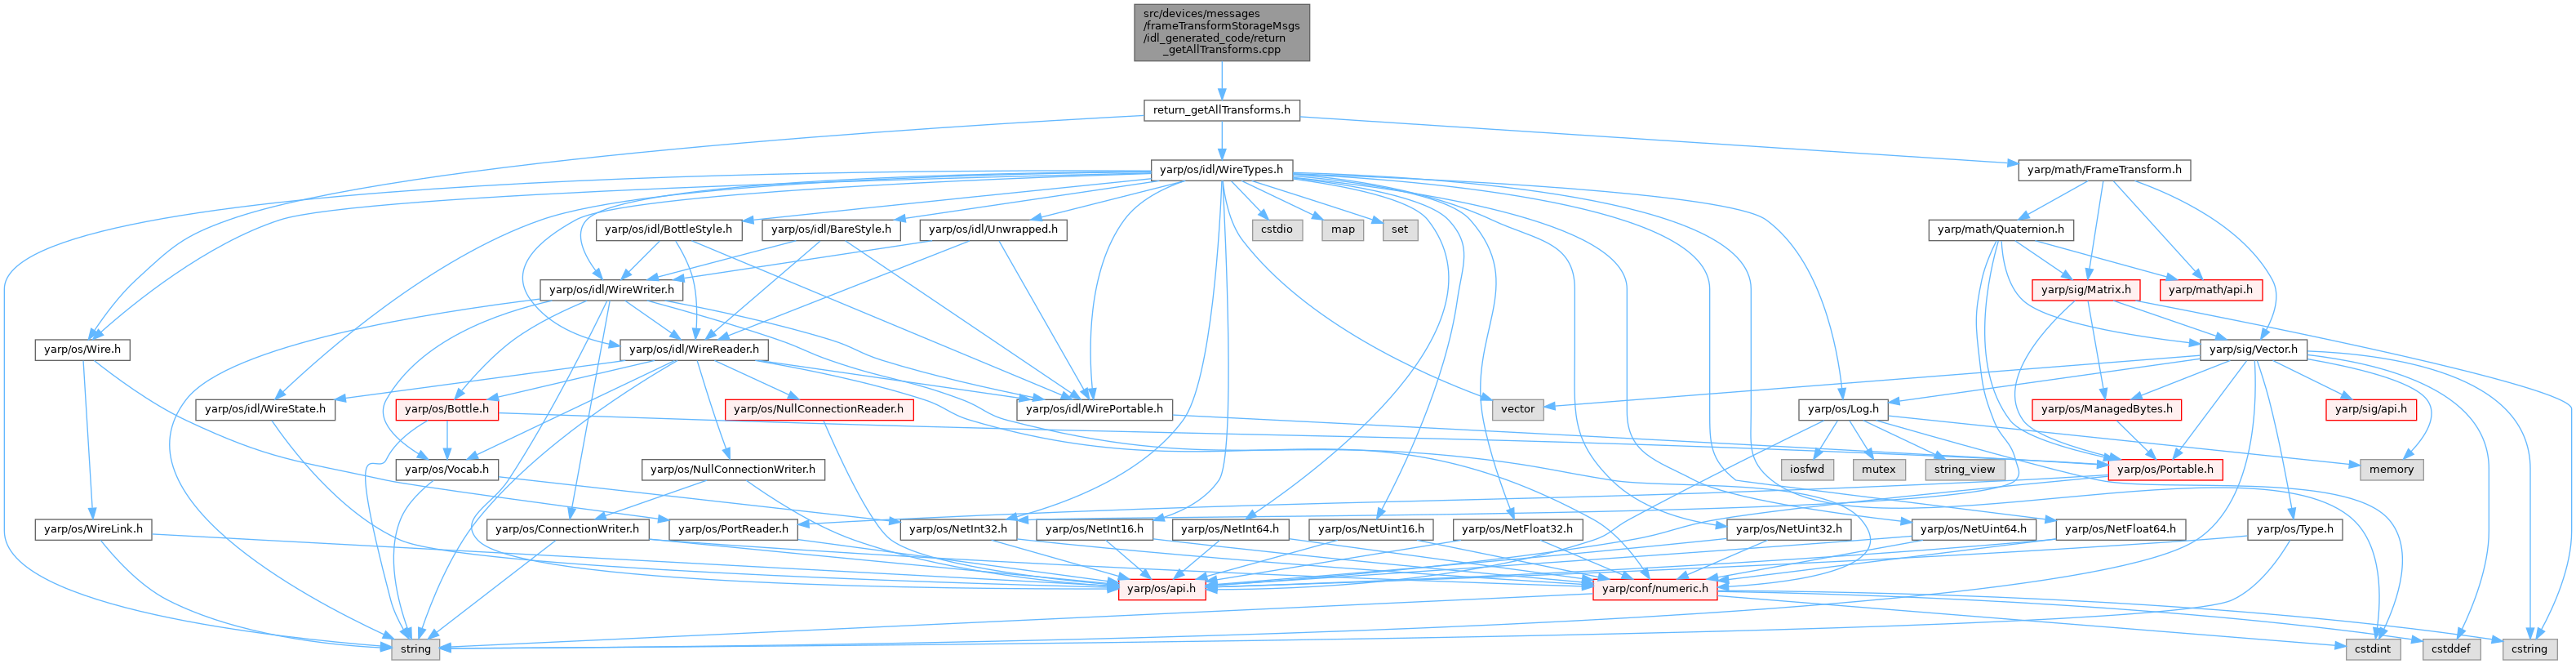 src/devices/messages
/frameTransformStorageMsgs
/idl_generated_code/return
_getAllTransforms.cpp
return_getAllTransforms.h
yarp/os/idl/WireTypes.h
yarp/math/FrameTransform.h
yarp/os/idl/BottleStyle.h
yarp/os/idl/BareStyle.h
yarp/os/idl/Unwrapped.h
cstdio
map
set
yarp/math/Quaternion.h
yarp/os/idl/WireWriter.h
yarp/sig/Matrix.h
yarp/math/api.h
yarp/os/Wire.h
yarp/os/idl/WireReader.h
yarp/sig/Vector.h
yarp/os/idl/WireState.h
yarp/os/Bottle.h
yarp/os/NullConnectionReader.h
yarp/os/idl/WirePortable.h
vector
yarp/os/Log.h
yarp/os/ManagedBytes.h
yarp/sig/api.h
yarp/os/Vocab.h
yarp/os/NullConnectionWriter.h
iosfwd
mutex
string_view
yarp/os/Portable.h
memory
yarp/os/WireLink.h
yarp/os/ConnectionWriter.h
yarp/os/PortReader.h
yarp/os/NetInt32.h
yarp/os/NetInt16.h
yarp/os/NetInt64.h
yarp/os/NetUint16.h
yarp/os/NetFloat32.h
yarp/os/NetUint32.h
yarp/os/NetUint64.h
yarp/os/NetFloat64.h
yarp/os/Type.h
yarp/os/api.h
yarp/conf/numeric.h
string
cstdint
cstddef
cstring